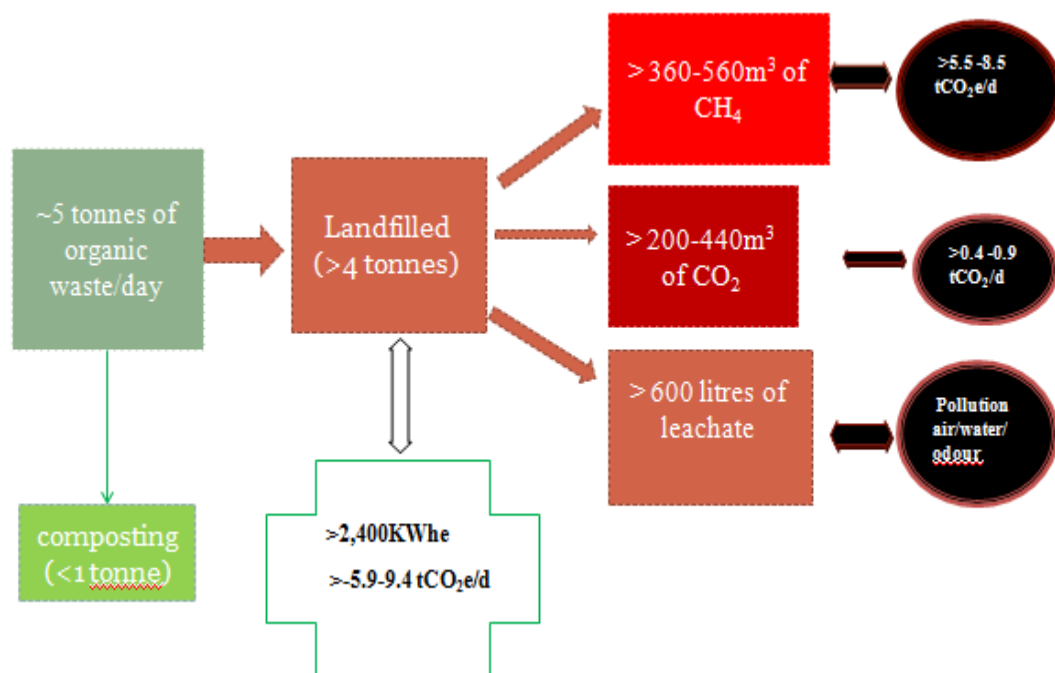 ~5 tonnes of
organic
waste/day
composting
(<1 tonne)
Landfilled
(>4 tonnes)
>2,400KWhe
>-5.9-9.4 tCO₂e/d
>360-560m³ of
CH₄
>5.5 -8.5
tCO₂e/d
>200-440m³
of CO₂
>0.4 -0.9
tCO₂/d
>600 litres of
leachate
Pollution
air/water/
odour